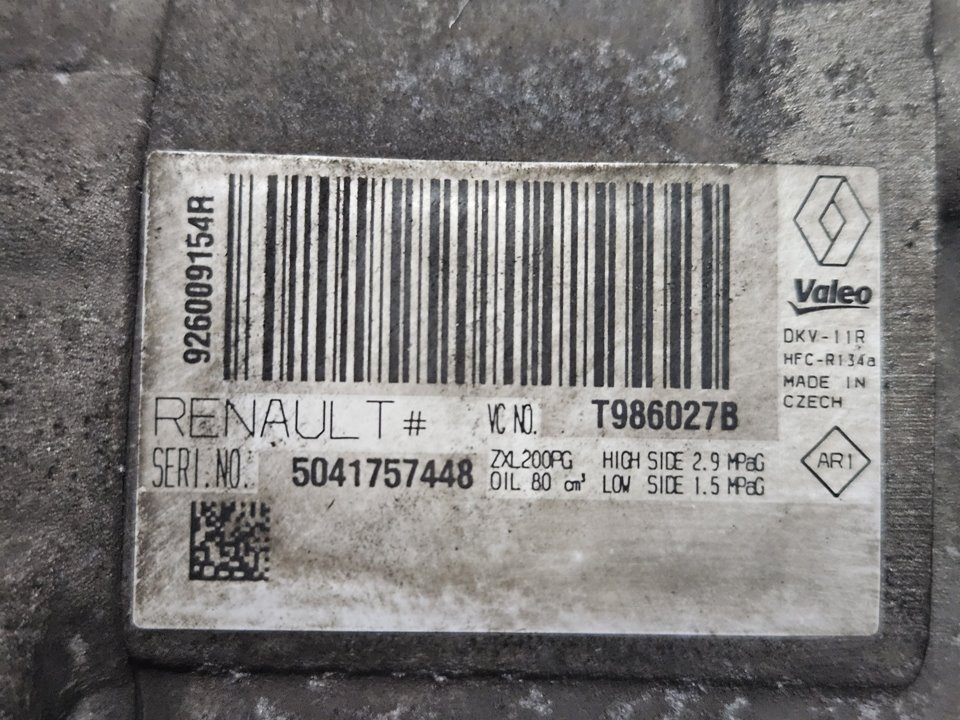 926009154R
Valeo
DKV-11R
HFC-R134a
MADE IN
CZECH
RENAULT #
VC NO. T986027B
SERI.NO. 5041757448
ZXL200PG HIGH SIDE 2.9 MPaG
OIL 80 cm³ LOW SIDE 1.5 MPaG
AR1